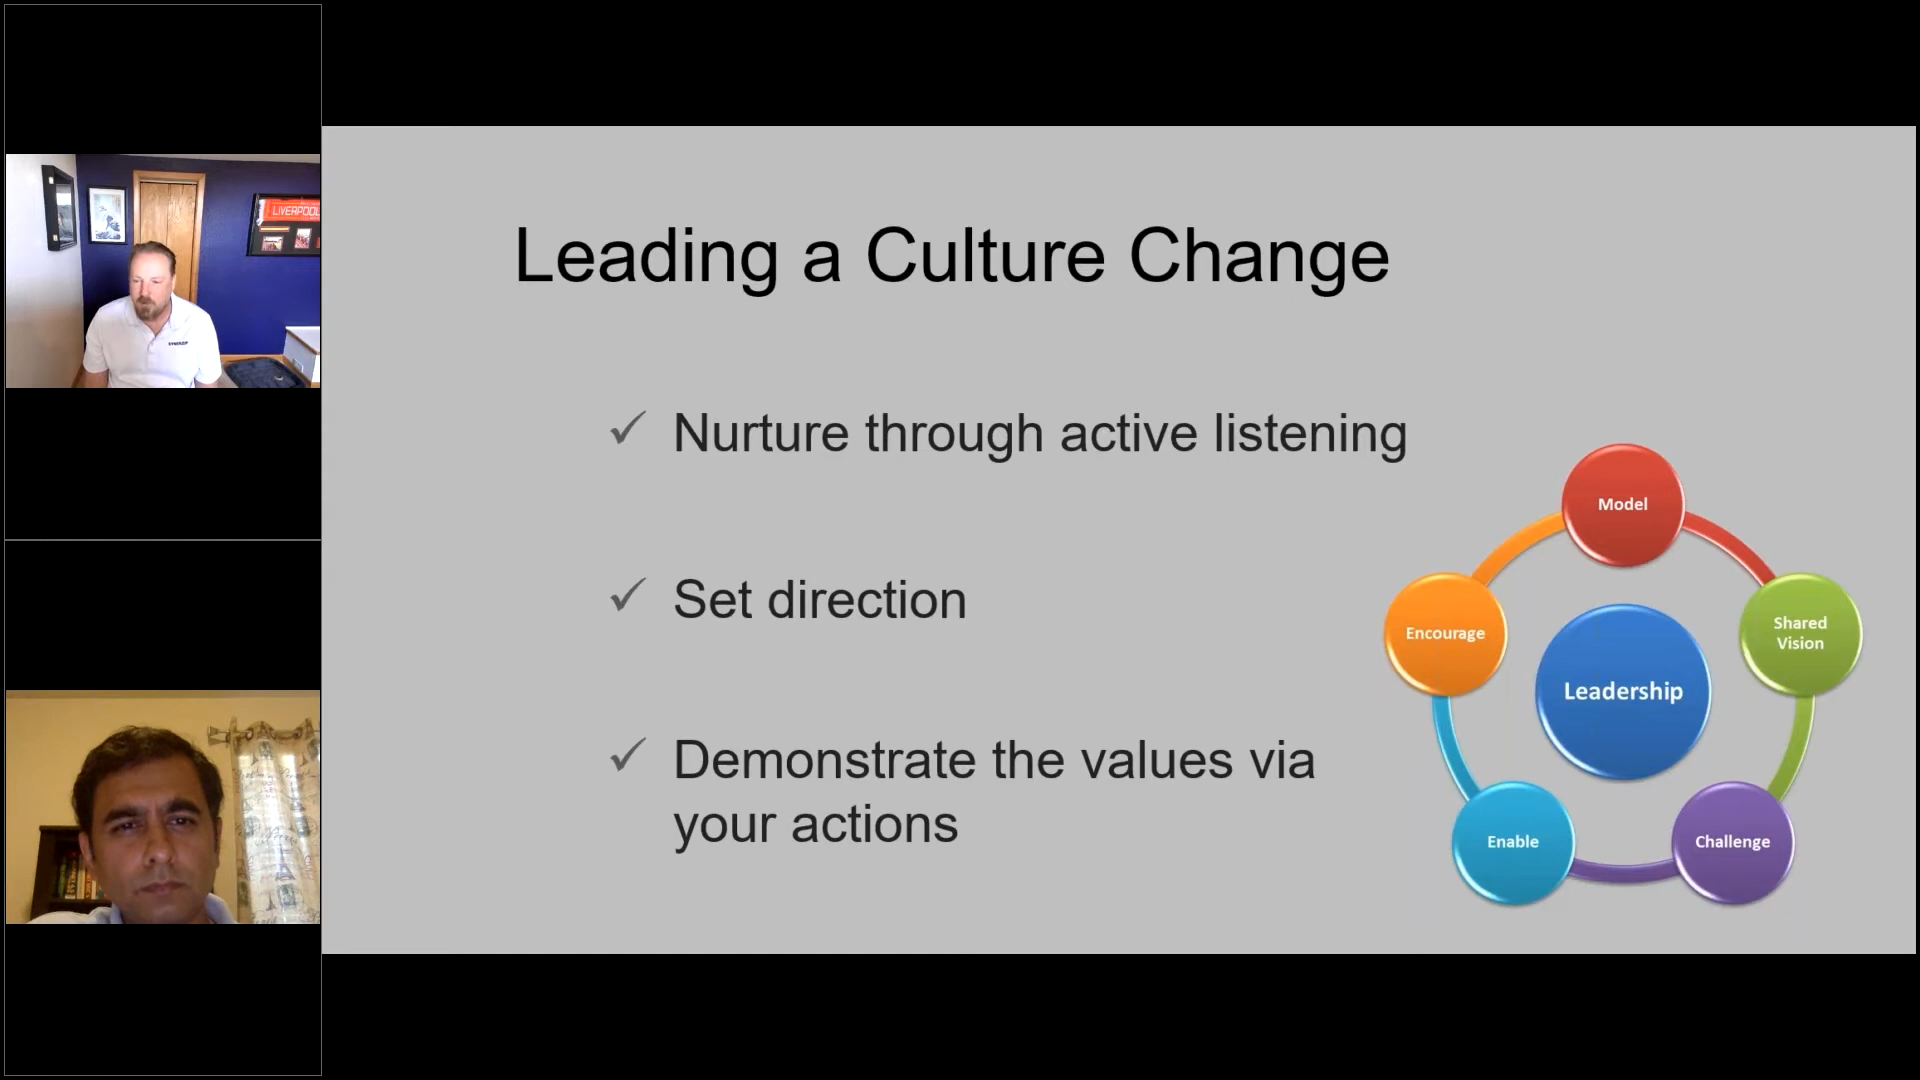 LIVERPOOL
SYNERZIP
Leading a Culture Change
Nurture through active listening
Set direction
Demonstrate the values via
your actions
Model
Shared
Vision
Challenge
Enable
Encourage
Leadership